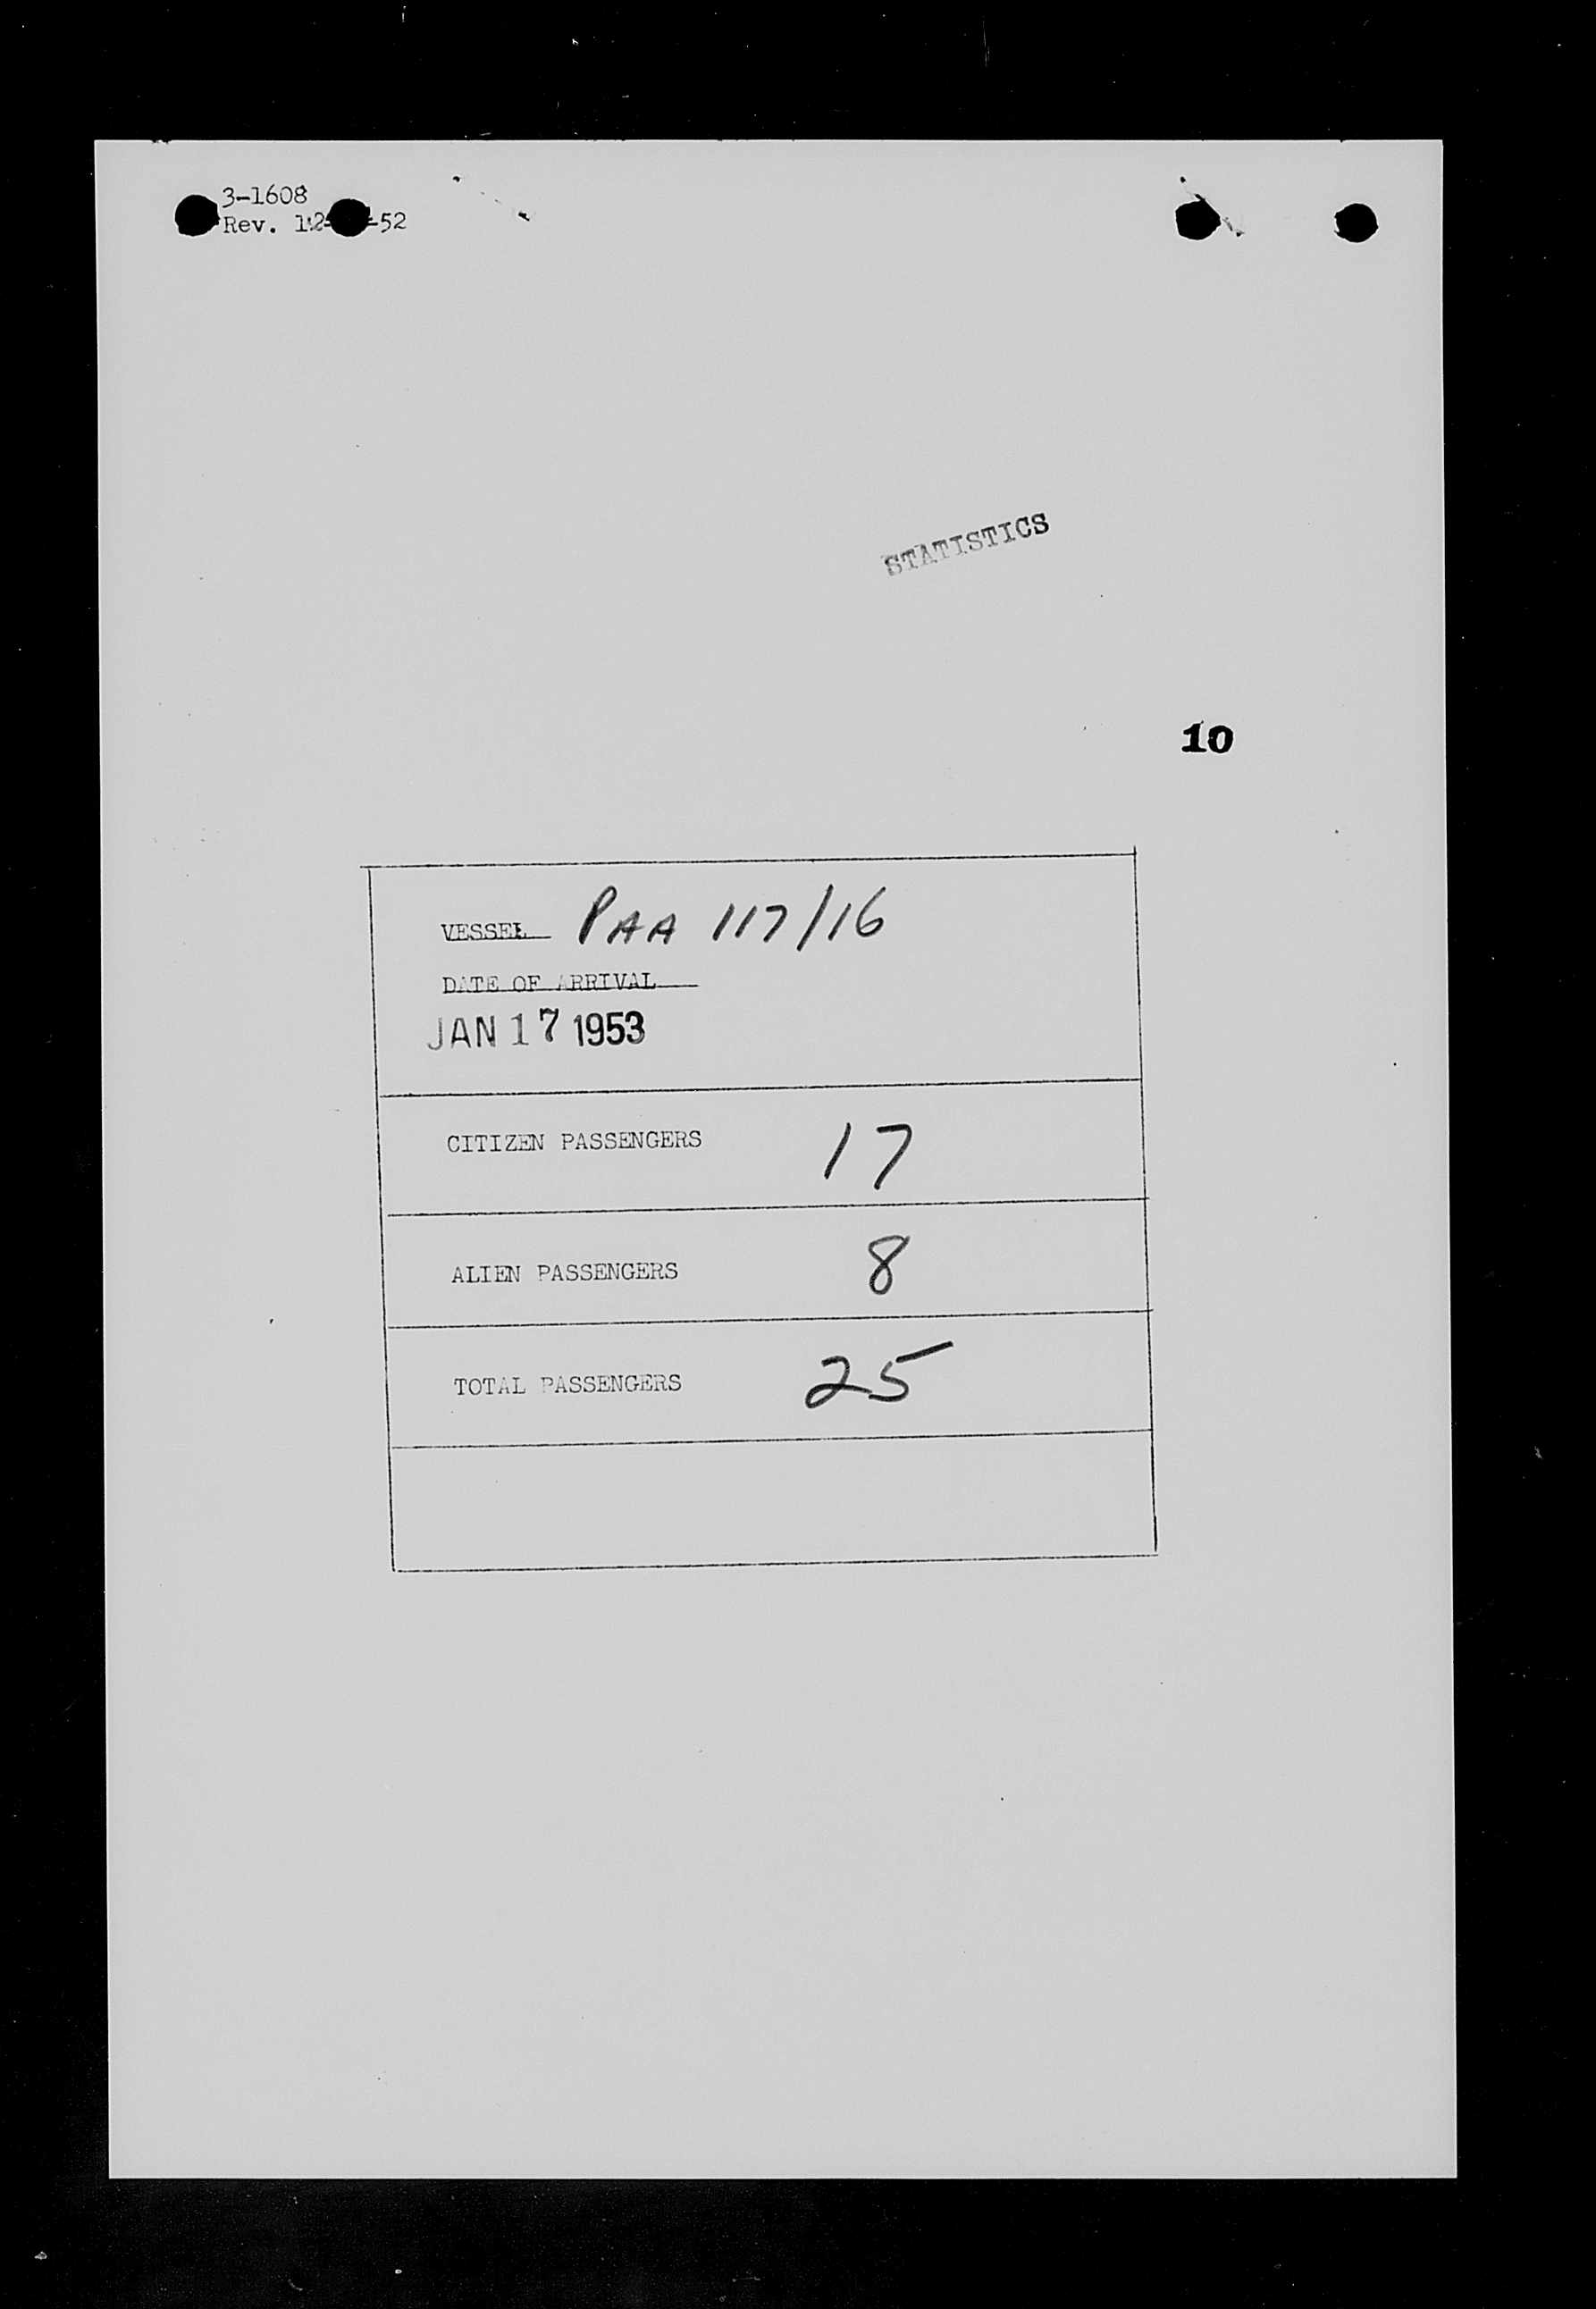 3-1608
Rev. 12- -52
STATISTICS
10
VESSEL PAA 117/16
DATE OF ARRIVAL
JAN 17 1953
CITIZEN PASSENGERS 17
ALIEN PASSENGERS 8
TOTAL PASSENGERS 25